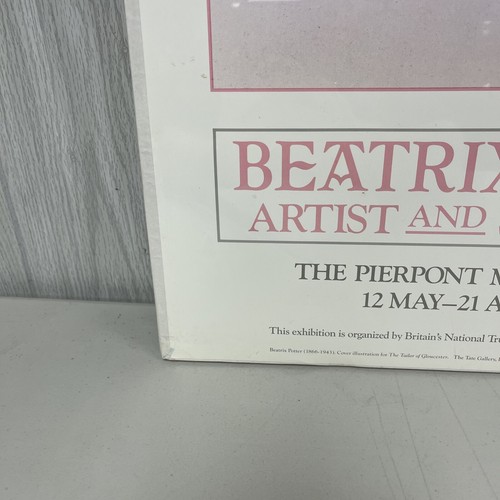 BEATRIX
ARTIST AND
THE PIERPONT M
12 MAY–21 A
This exhibition is organized by Britain's National Tru
Beatrix Potter (1866-1943). Cover illustration for The Tailor of Gloucester. The Tate Gallery,